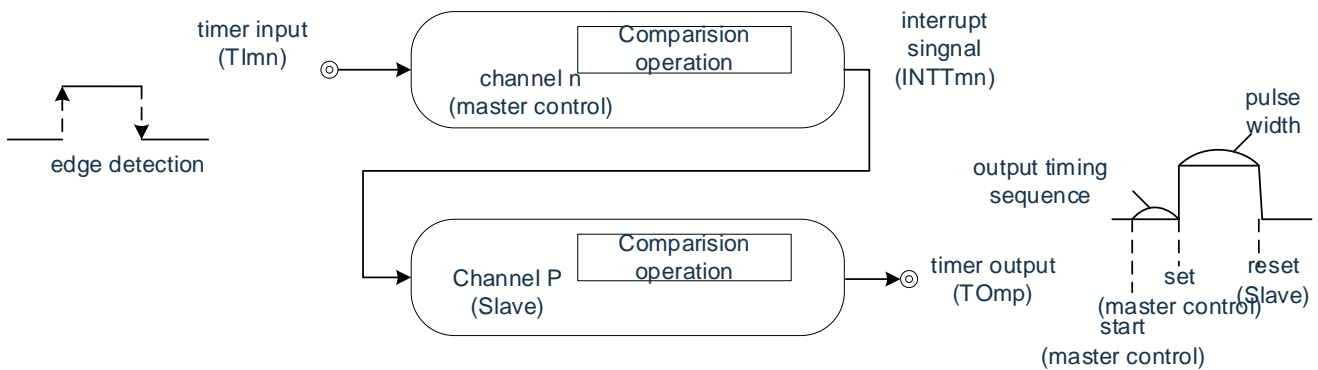 timer input
(TImn)
Comparision
operation
channel n
(master control)
interrupt
singnal
(INTTmn)
edge detection
pulse
width
output timing
sequence
Comparision
operation
Channel P
(Slave)
timer output
(TOmp)
set
(master control)
reset
(Slave)
start
(master control)